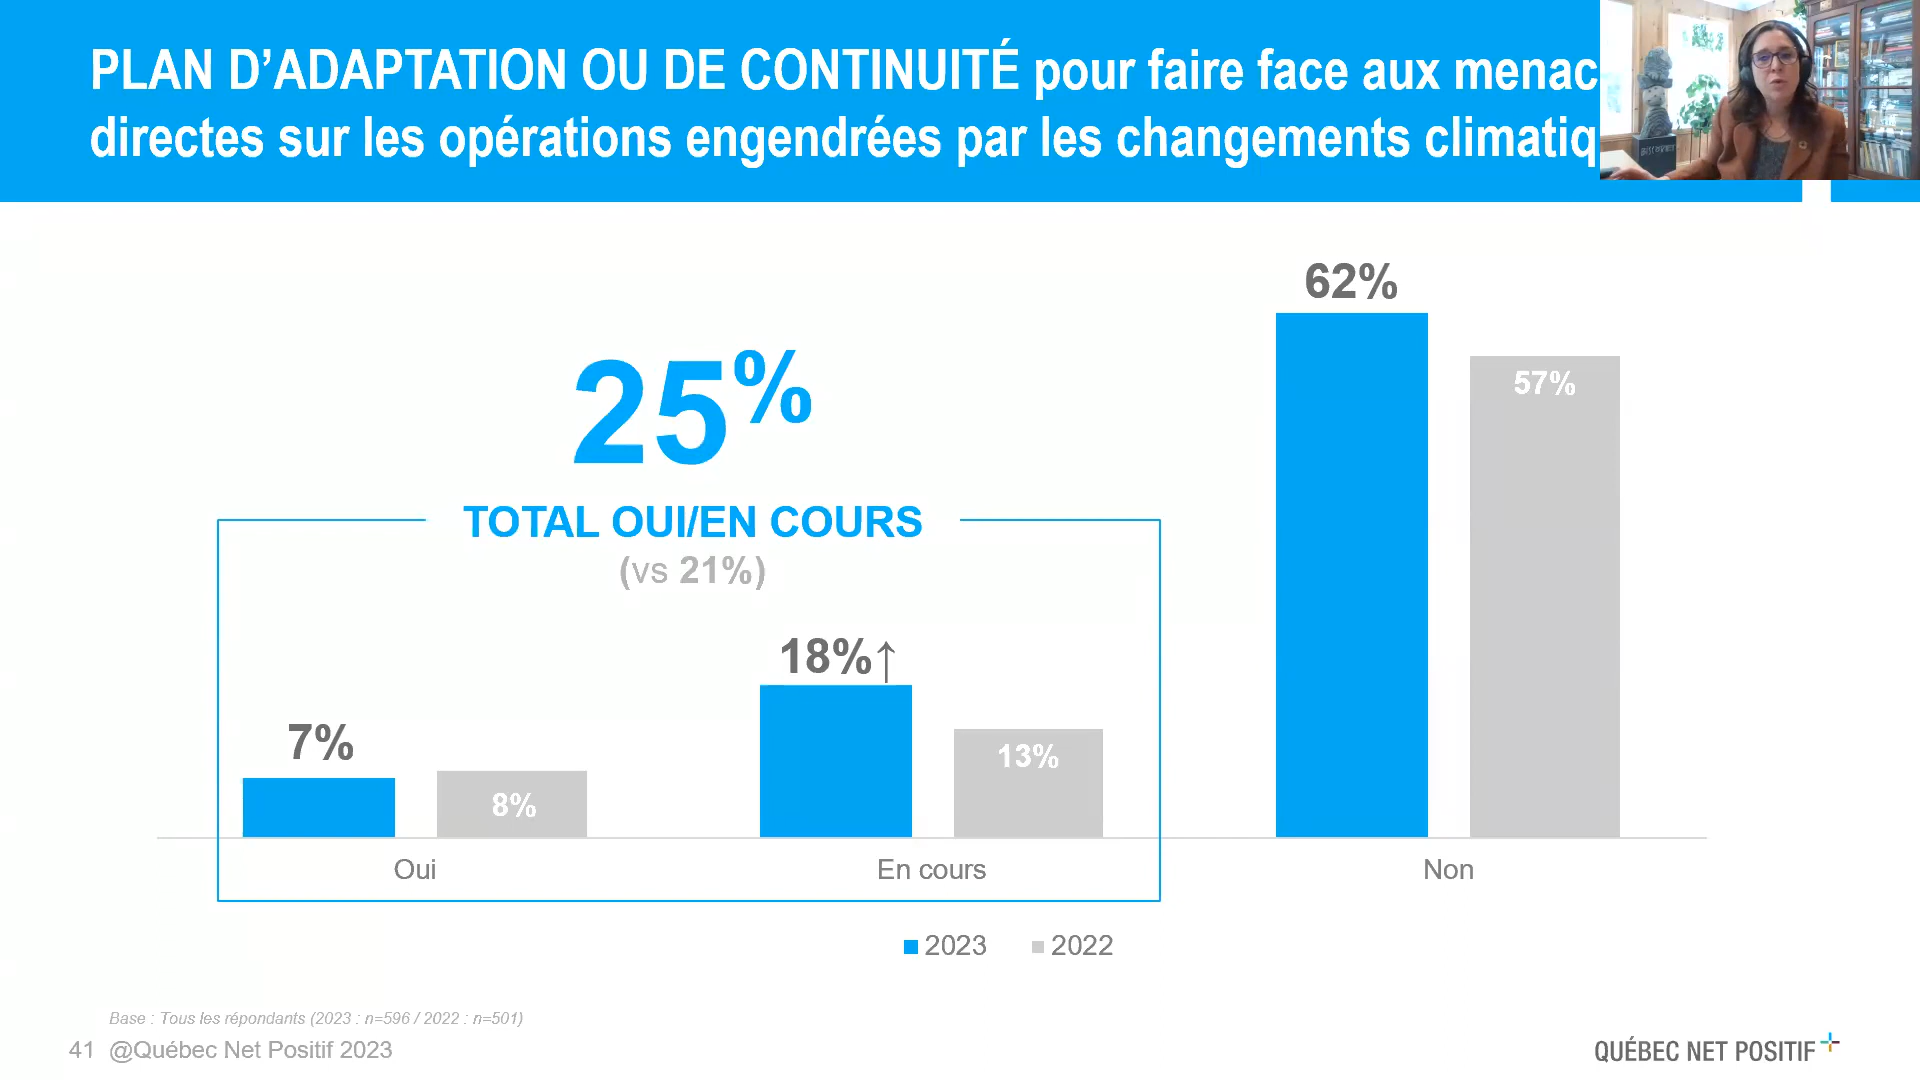 PLAN D’ADAPTATION OU DE CONTINUITÉ pour faire face aux menac
directes sur les opérations engendrées par les changements climatiq
62%
57%
25%
TOTAL OUI/EN COURS
(vs 21%)
18%↑
13%
7%
8%
Oui
En cours
Non
2023
2022
Base : Tous les répondants (2023 : n=596 / 2022 : n=501)
41 @Québec Net Positif 2023
QUÉBEC NET POSITIF